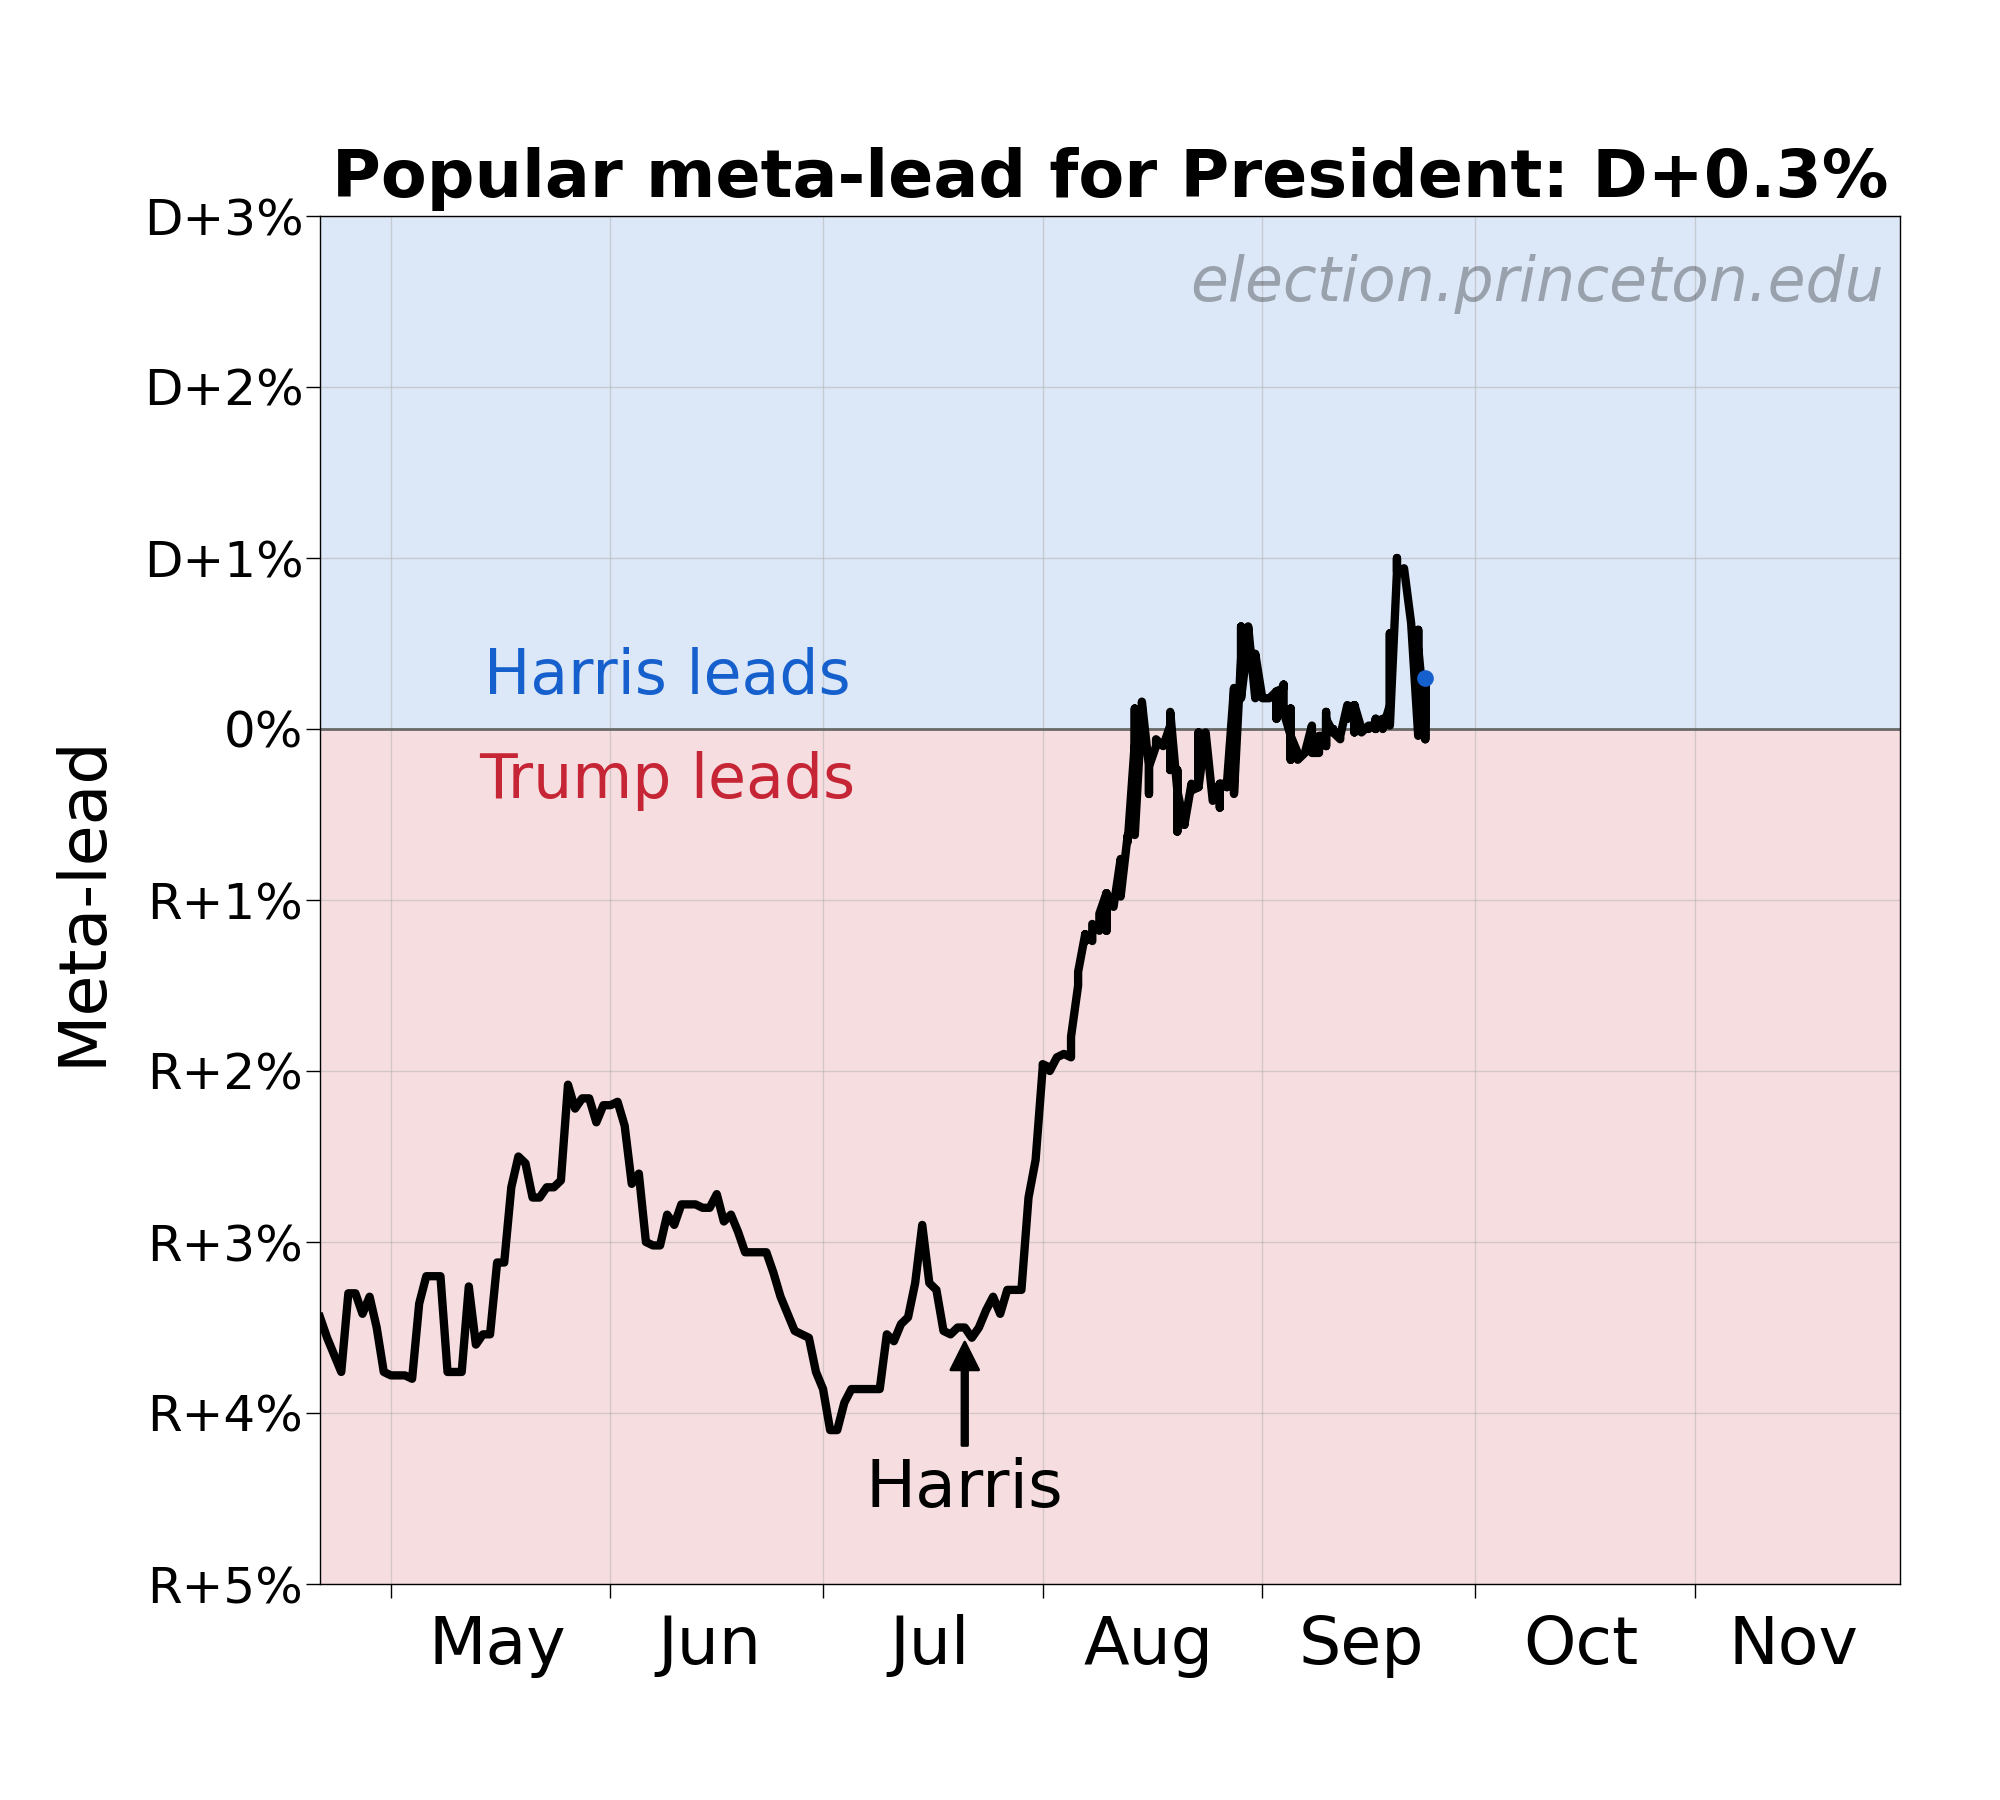 Popular meta-lead for President: D+0.3%
election.princeton.edu
D+3%
D+2%
D+1%
0%
R+1%
R+2%
R+3%
R+4%
R+5%
Meta-lead
Harris leads
Trump leads
Harris
May Jun Jul Aug Sep Oct Nov